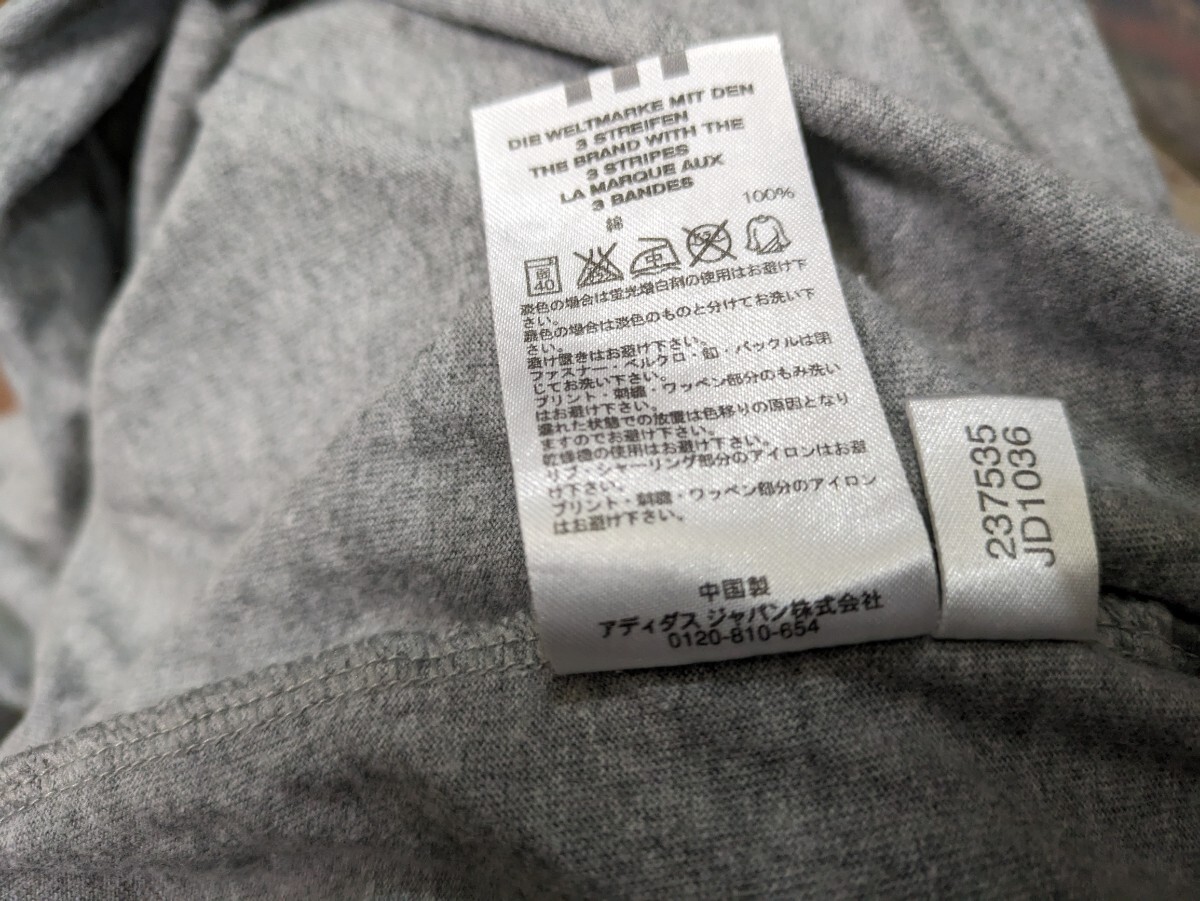 DIE WELTMARKE MIT DEN
3 STREIFEN
THE BRAND WITH THE
3 STRIPES
LA MARQUE AUX
3 BANDES
綿 100%
弱
40
中
淡色の場合は蛍光増白剤の使用はお避け下
さい。
濃色の場合は淡色のものと分けてお洗い下
さい。
漬け置きはお避け下さい。
ファスナー・ベルクロ・釦・バックルは閉
じてお洗い下さい。
プリント・刺繍・ワッペン部分のもみ洗い
はお避け下さい。
濡れた状態での放置は色移りの原因となり
ますのでお避け下さい。
乾燥機の使用はお避け下さい。
リブ・シャーリング部分のアイロンはお避
け下さい。
プリント・刺繍・ワッペン部分のアイロン
はお避け下さい。
中国製
アディダス ジャパン株式会社
0120-810-654
237535
JD1036